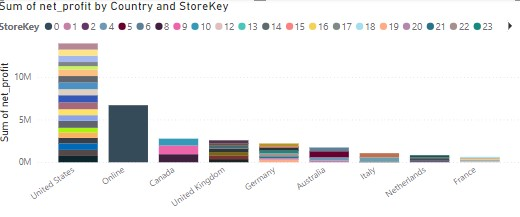 Sum of net_profit by Country and StoreKey
StoreKey 0 1 2 4 5 6 8 9 10 12 13 14 15 16 17 18 19 20 22 23
Sum of net_profit
10M
5M
0M
United States
Online
Canada
United Kingdom
Germany
Australia
Italy
Netherlands
France